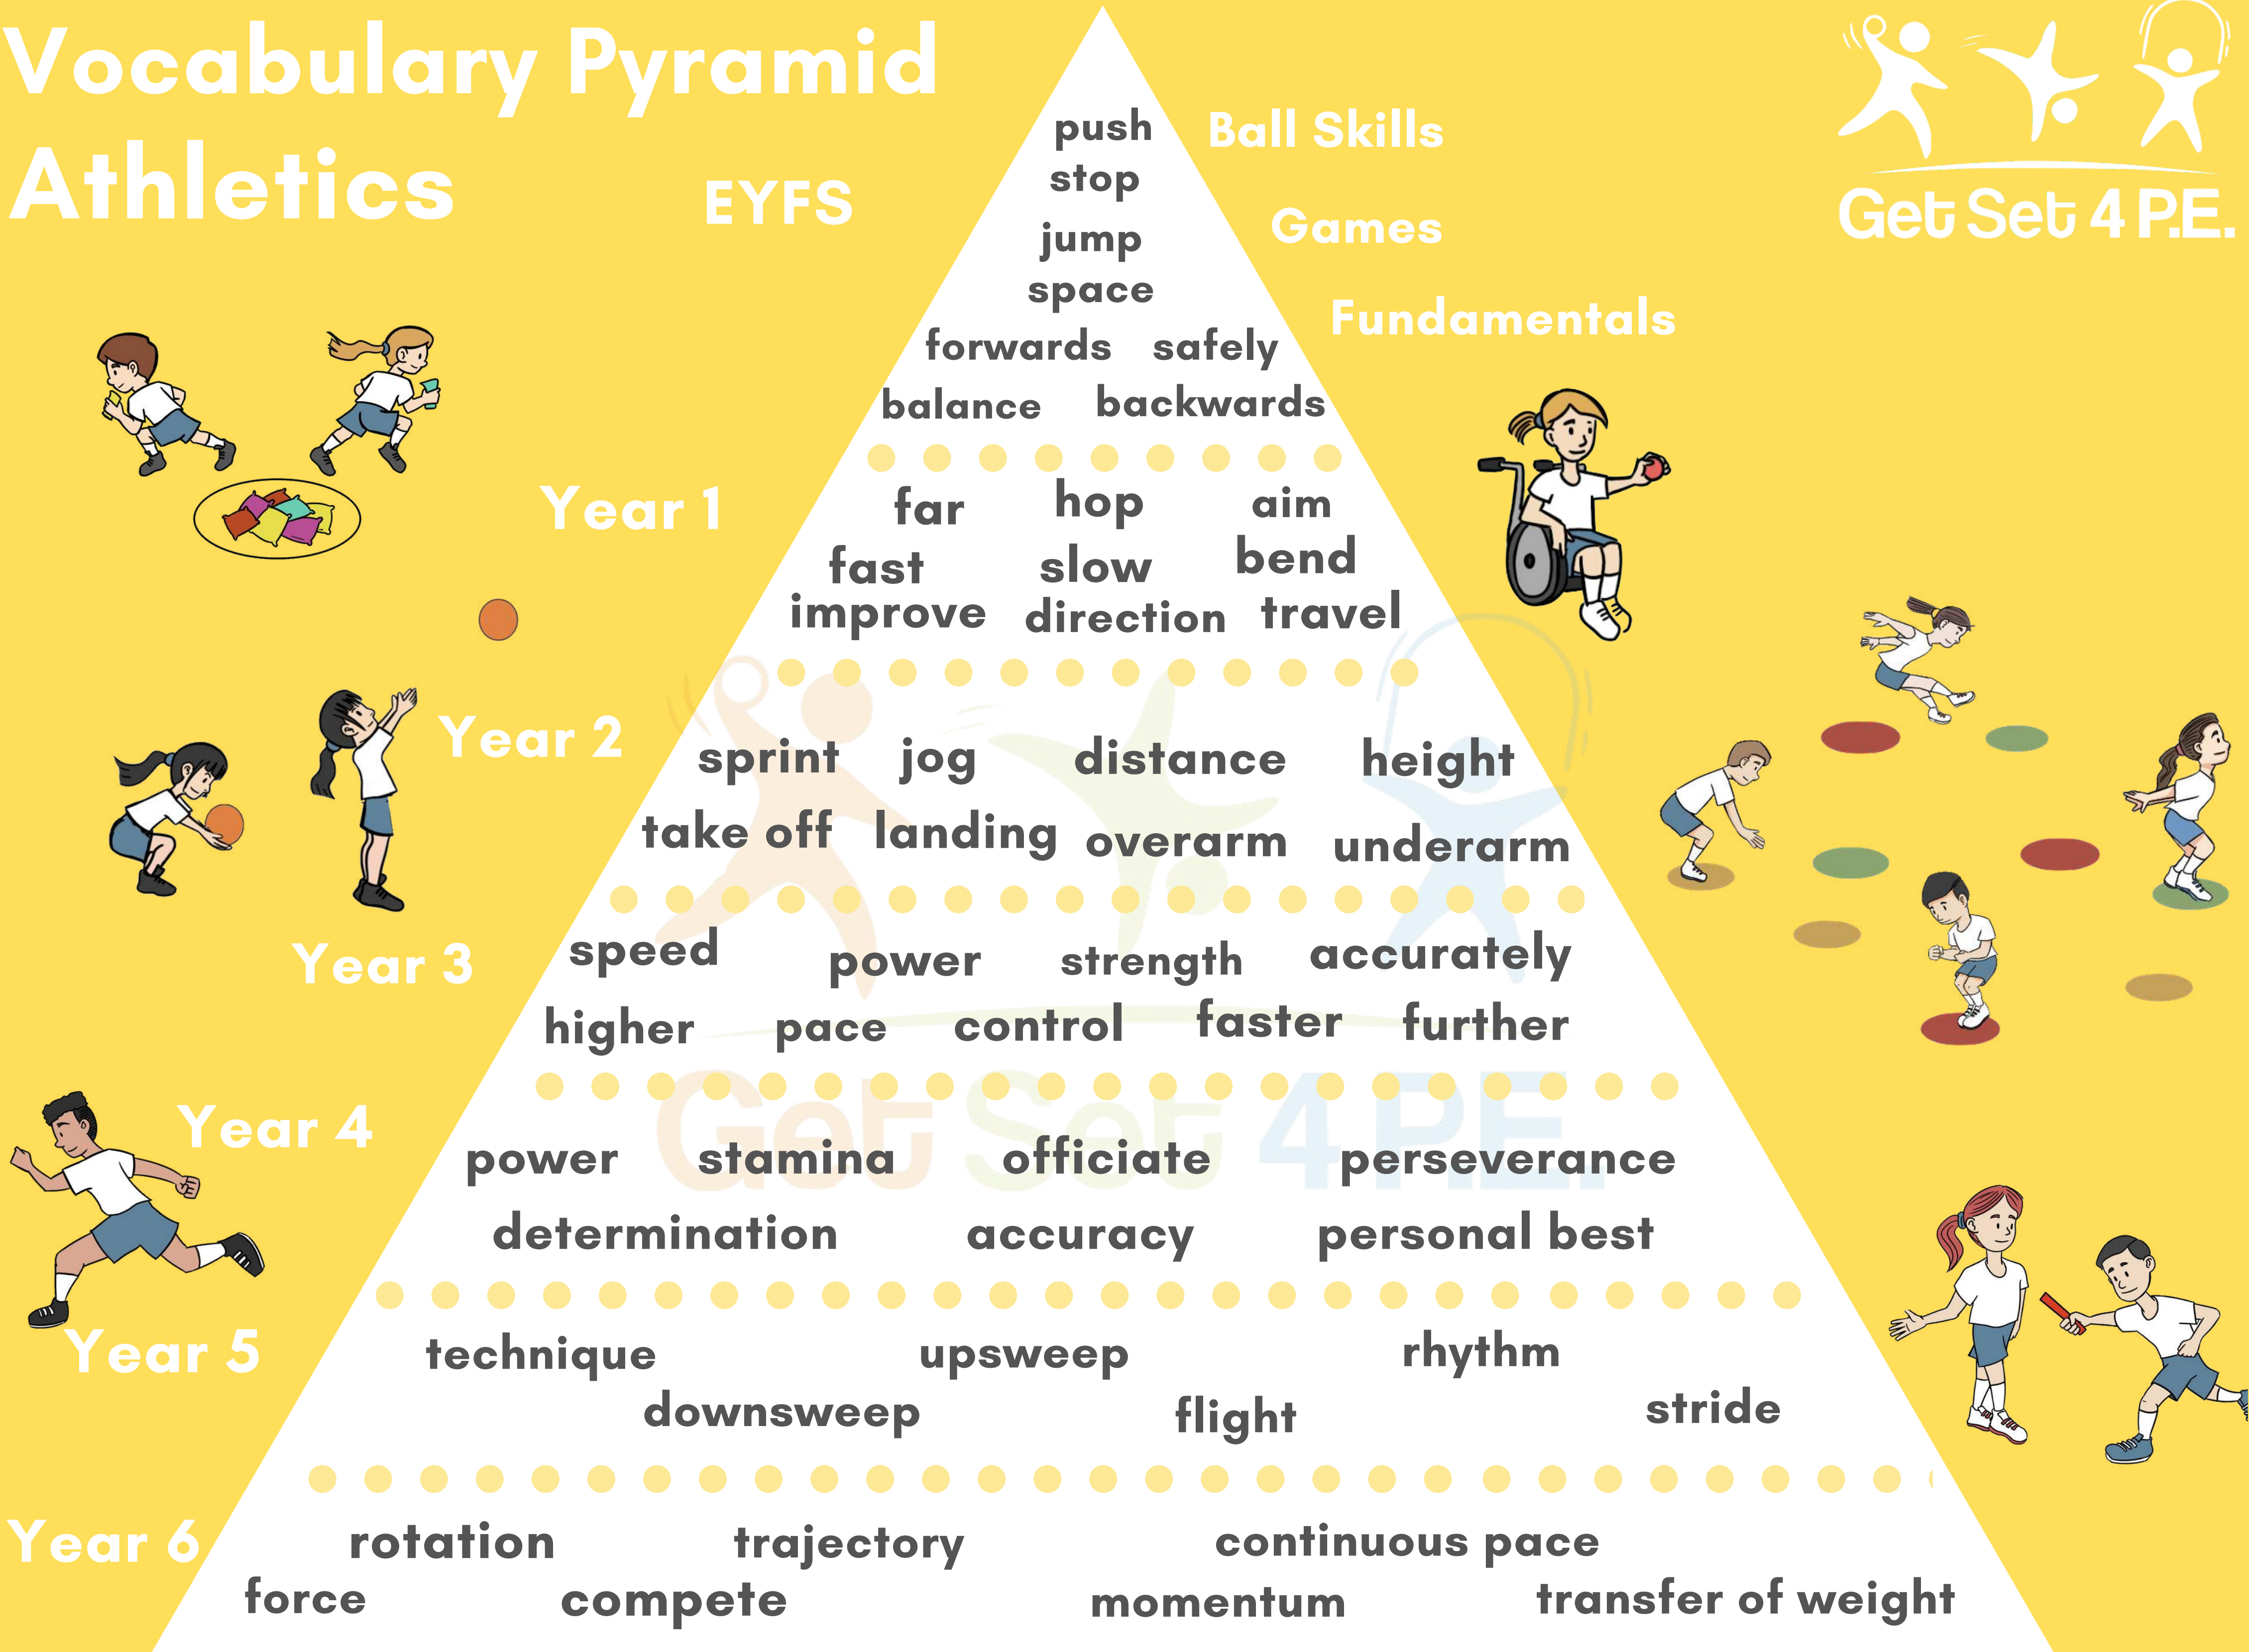 Vocabulary Pyramid
Athletics
Get Set 4 P.E.
EYFS
Ball Skills
Games
Fundamentals
push
stop
jump
space
forwards safely
balance backwards
Year 1
far hop aim
fast slow bend
improve direction travel
Year 2
sprint jog distance height
take off landing overarm underarm
Year 3
speed power strength accurately
higher pace control faster further
Get Set 4 P.E.
Year 4
power stamina officiate perseverance
determination accuracy personal best
Year 5
technique upsweep rhythm
downsweep flight stride
Year 6
rotation trajectory continuous pace
force compete momentum transfer of weight